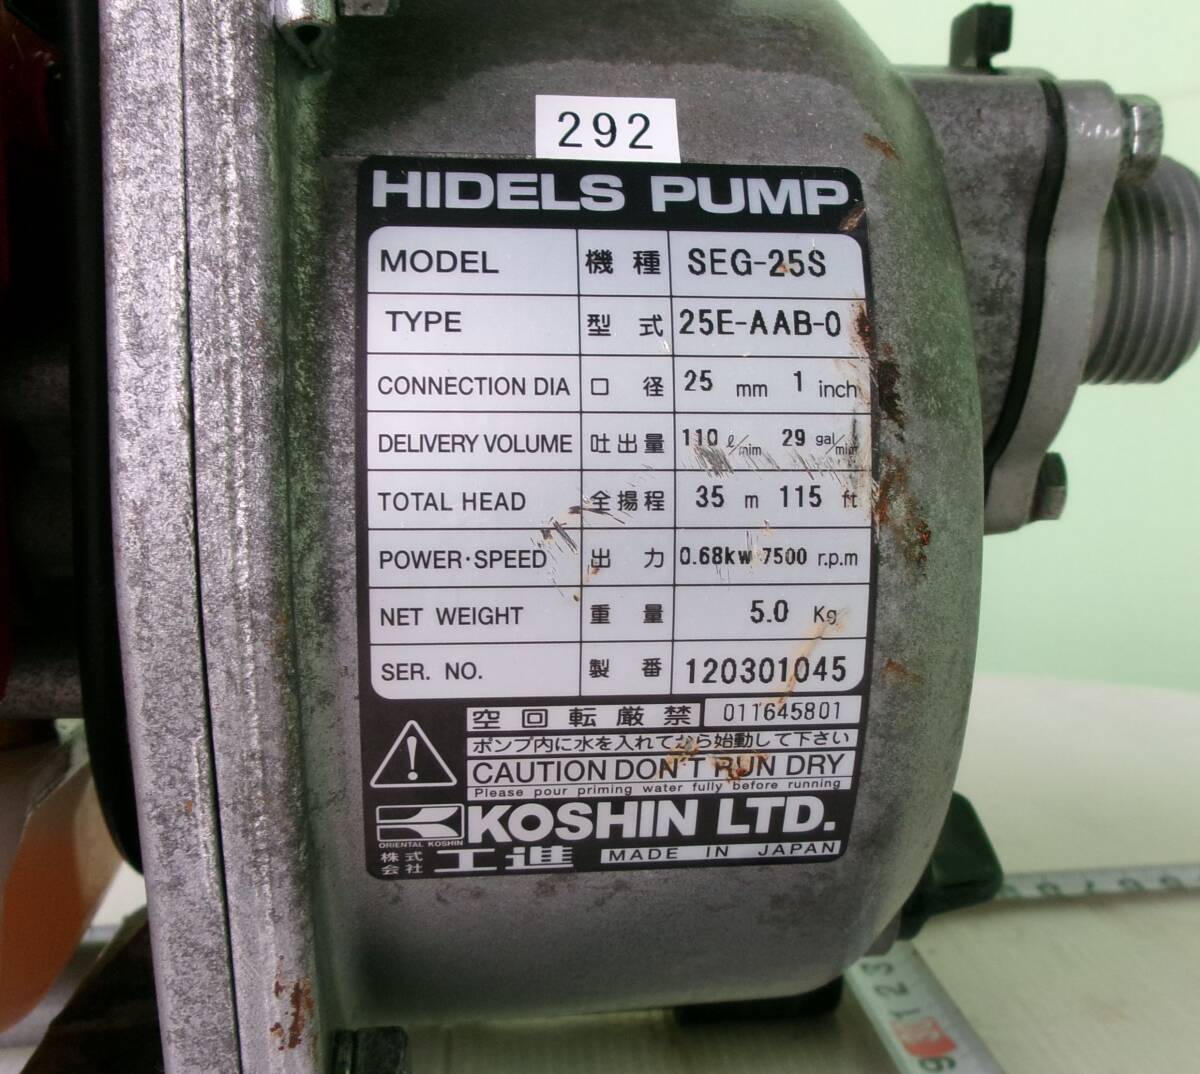 292
HIDELS PUMP
MODEL 機種 SEG-25S
TYPE 型式 25E-AAB-0
CONNECTION DIA 口径 25 mm 1 inch
DELIVERY VOLUME 吐出量 110 ℓ/min 29 gal/min
TOTAL HEAD 全揚程 35 m 115 ft
POWER・SPEED 出力 0.68kw 7500 r.p.m
NET WEIGHT 重量 5.0 Kg
SER. NO. 製番 120301045
空回転厳禁 011645801
ポンプ内に水を入れてから始動して下さい
CAUTION DON'T RUN DRY
Please pour priming water fully before running
KOSHIN LTD.
ORIENTAL KOSHIN
株式会社 工進 MADE IN JAPAN